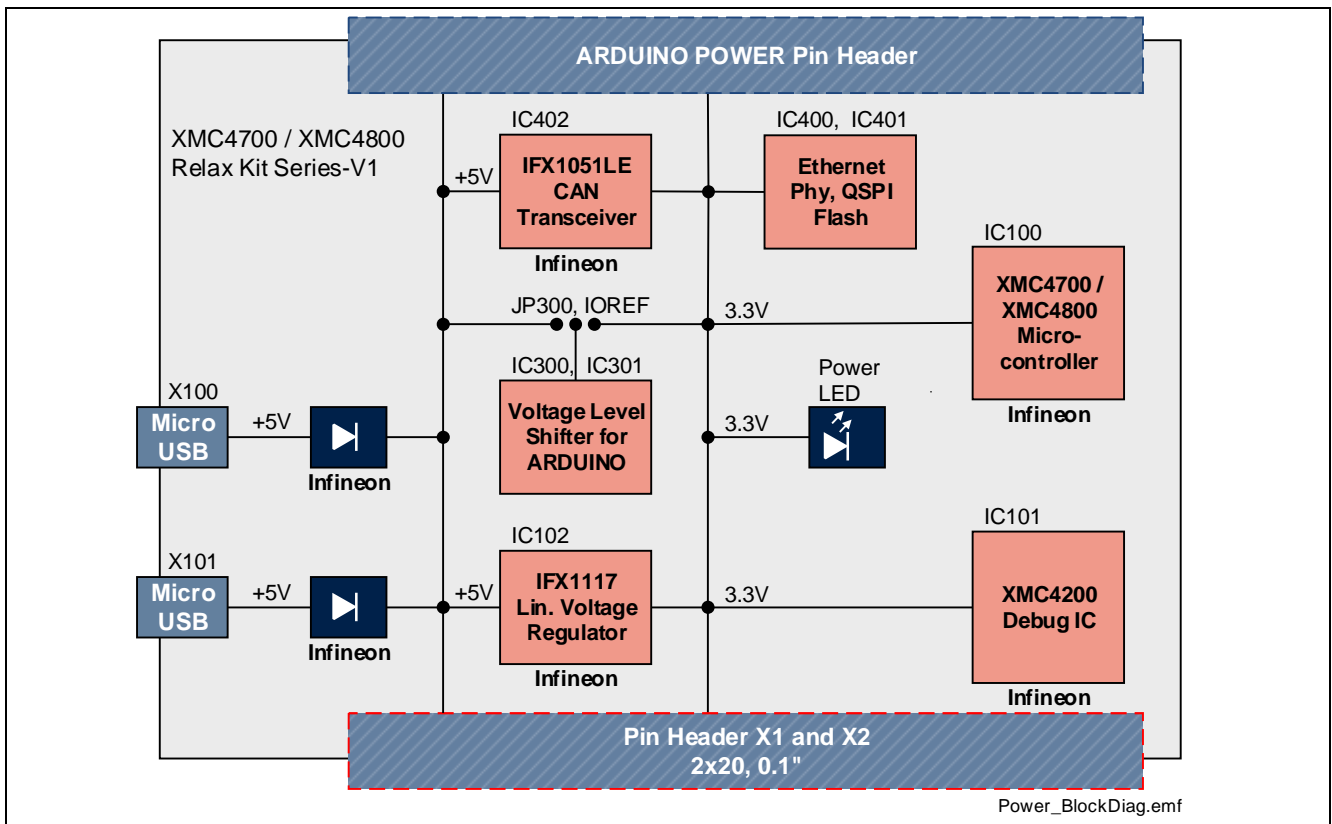 ARDUINO POWER Pin Header
XMC4700 / XMC4800
Relax Kit Series-V1
IC402
IFX1051LE
CAN
Transceiver
Infineon
+5V
IC400, IC401
Ethernet
Phy, QSPI
Flash
IC100
XMC4700 /
XMC4800
Micro-
controller
Infineon
JP300, IOREF
3.3V
IC300, IC301
Voltage Level
Shifter for
ARDUINO
Power
LED
3.3V
X100
Micro
USB
+5V
Infineon
X101
Micro
USB
+5V
Infineon
+5V
IC102
IFX1117
Lin. Voltage
Regulator
Infineon
3.3V
IC101
XMC4200
Debug IC
Infineon
Pin Header X1 and X2
2x20, 0.1"
Power_BlockDiag.emf